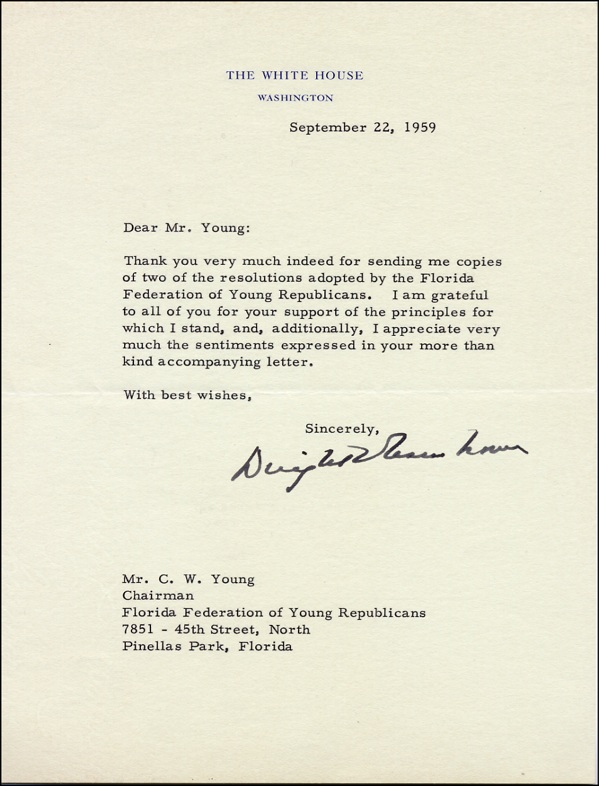 THE WHITE HOUSE
WASHINGTON
September 22, 1959
Dear Mr. Young:
Thank you very much indeed for sending me copies
of two of the resolutions adopted by the Florida
Federation of Young Republicans. I am grateful
to all of you for your support of the principles for
which I stand, and, additionally, I appreciate very
much the sentiments expressed in your more than
kind accompanying letter.
With best wishes,
Sincerely,
Dwight D Eisenhower
Mr. C. W. Young
Chairman
Florida Federation of Young Republicans
7851 - 45th Street, North
Pinellas Park, Florida